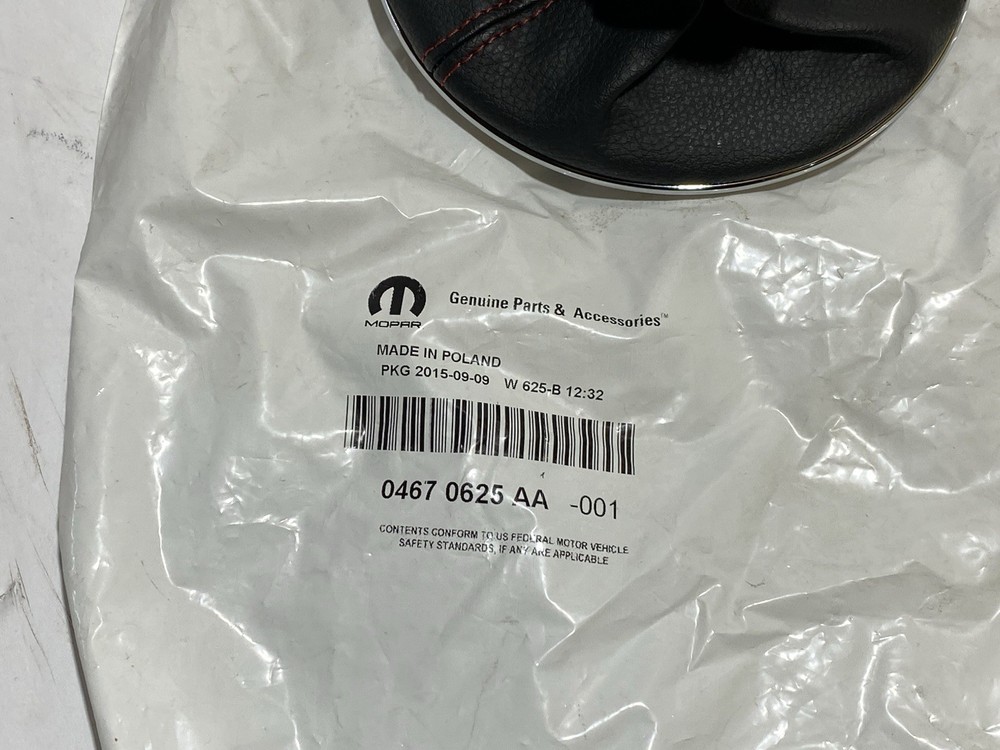 MOPAR
Genuine Parts & Accessories™
MADE IN POLAND
PKG 2015-09-09 W 625-B 12:32
0467 0625 AA -001
CONTENTS CONFORM TO US FEDERAL MOTOR VEHICLE
SAFETY STANDARDS, IF ANY ARE APPLICABLE